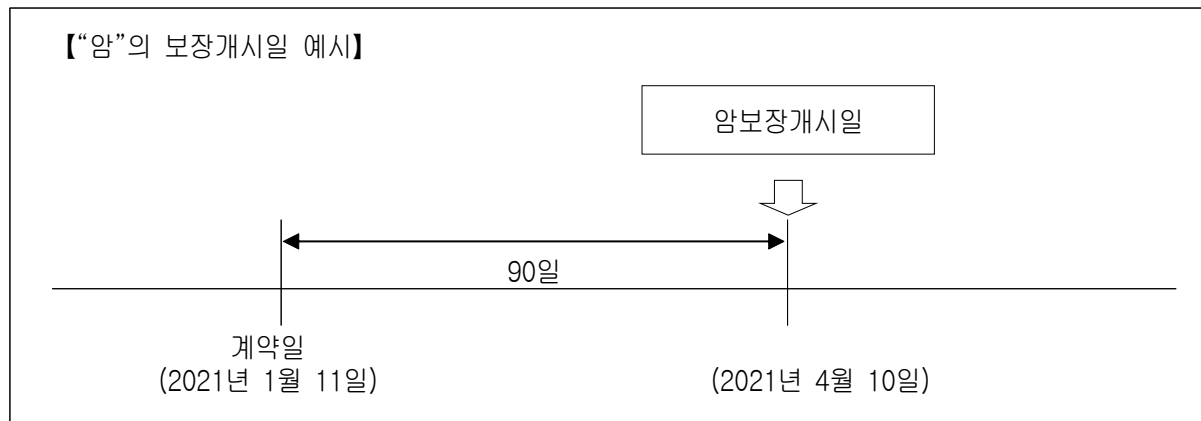 【“암”의 보장개시일 예시】
암보장개시일
90일
계약일
(2021년 1월 11일)
(2021년 4월 10일)